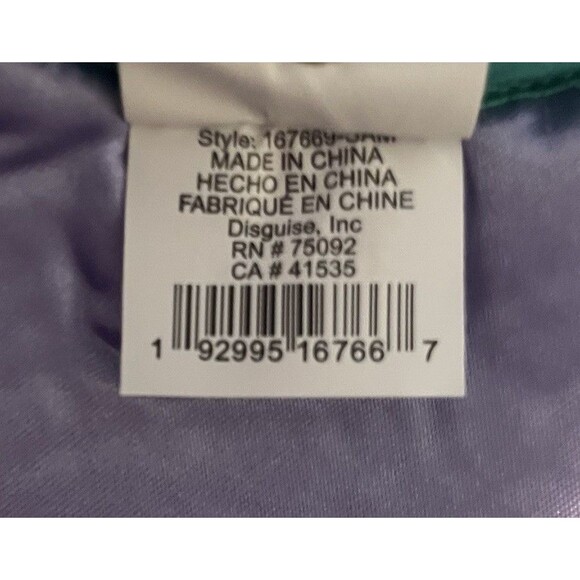 Style:
MADE IN CHINA
HECHO EN CHINA
FABRIQUÉ EN CHINE
Disguise, Inc
RN # 75092
CA # 41535
1 92995 16766 7